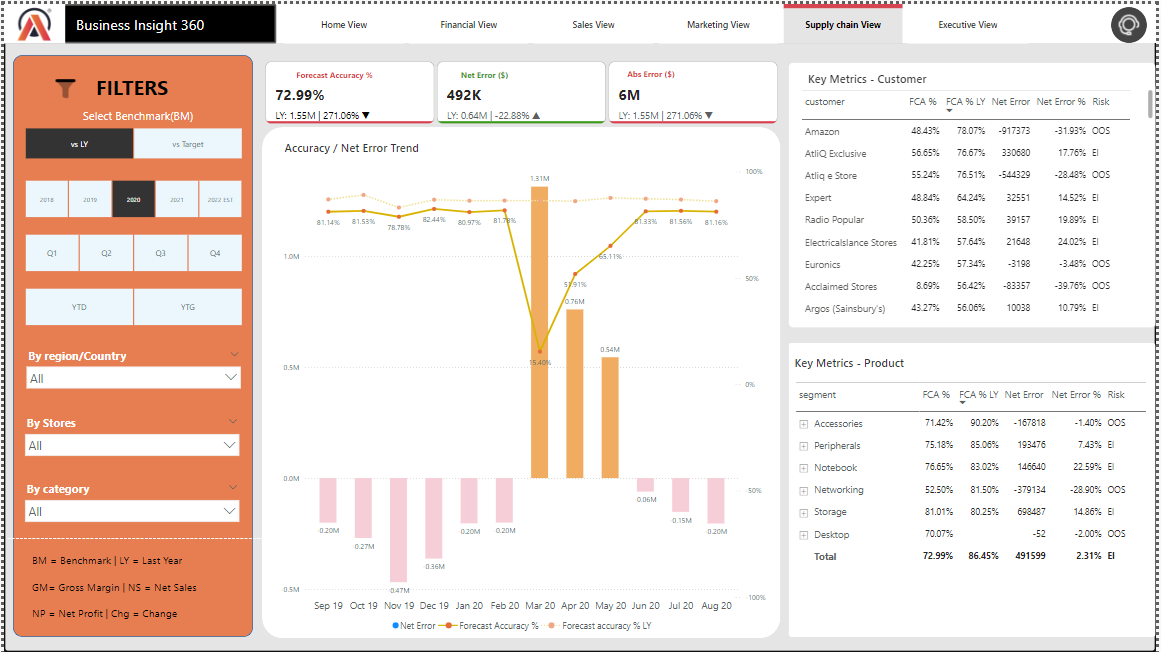 Business Insight 360
Home View
Financial View
Sales View
Marketing View
Supply chain View
Executive View
FILTERS
Select Benchmark(BM)
vs LY
vs Target
2018
2019
2020
2021
2022 EST
Q1
Q2
Q3
Q4
YTD
YTG
By region/Country
All
By Stores
All
By category
All
BM = Benchmark | LY = Last Year
GM= Gross Margin | NS = Net Sales
NP = Net Profit | Chg = Change
Forecast Accuracy %
72.99%
LY: 1.55M | 271.06% ▼
Net Error ($)
492K
LY: 0.64M | -22.88% ▲
Abs Error ($)
6M
LY: 1.55M | 271.06% ▼
Accuracy / Net Error Trend
1.31M
100%
81.14%
81.53%
78.78%
82.44%
80.97%
81.78%
81.33%
81.56%
81.16%
1.0M
65.11%
50%
51.91%
0.76M
0.54M
15.40%
0.5M
0%
0.0M
50%
0.06M
0.15M
-0.20M
0.27M
0.47M
-0.36M
0.20M
-0.20M
0.20M
0.5M
100%
Sep 19 Oct 19 Nov 19 Dec 19 Jan 20 Feb 20 Mar 20 Apr 20 May 20 Jun 20 Jul 20 Aug 20
Net Error Forecast Accuracy % Forecast accuracy % LY
Key Metrics - Customer
customer FCA % FCA % LY Net Error Net Error % Risk
Amazon 48.43% 78.07% -917373 -31.93% OOS
AtliQ Exclusive 56.65% 76.67% 330680 17.76% EI
Atliq e Store 55.24% 76.51% -544329 -28.48% OOS
Expert 48.84% 64.24% 32551 14.52% EI
Radio Popular 50.36% 58.50% 39157 19.89% EI
Electricalslance Stores 41.81% 57.64% 21648 24.02% EI
Euronics 42.25% 57.34% -3198 -3.48% OOS
Acclaimed Stores 8.69% 56.42% -83357 -39.76% OOS
Argos (Sainsbury's) 43.27% 56.06% 10038 10.79% EI
Key Metrics - Product
segment FCA % FCA % LY Net Error Net Error % Risk
Accessories 71.42% 90.20% -167818 -1.40% OOS
Peripherals 75.18% 85.06% 193476 7.43% EI
Notebook 76.65% 83.02% 146640 22.59% EI
Networking 52.50% 81.50% -379134 -28.90% OOS
Storage 81.01% 80.25% 698487 14.86% EI
Desktop 70.07% -52 -2.00% OOS
Total 72.99% 86.45% 491599 2.31% EI